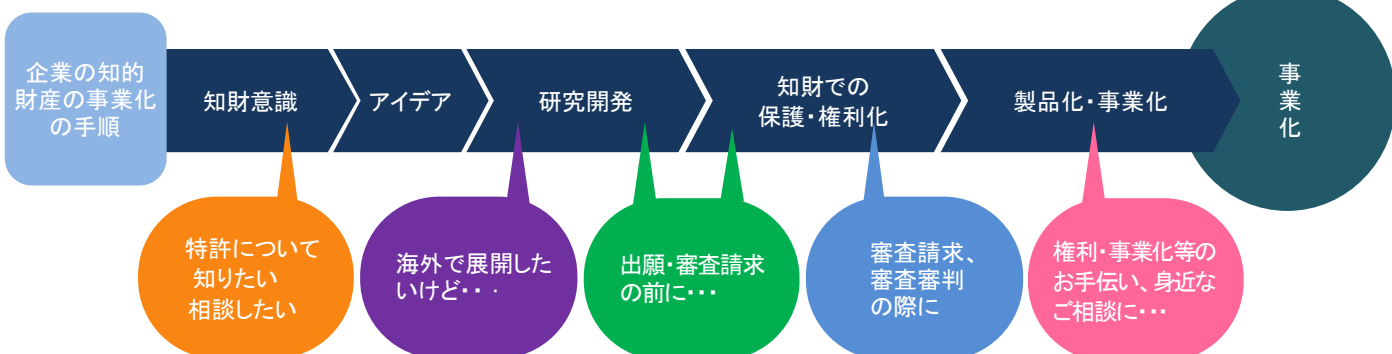 企業の知的
財産の事業化
の手順
知財意識
アイデア
研究開発
知財での
保護・権利化
製品化・事業化
事
業
化
特許について
知りたい
相談したい
海外で展開した
いけど・・・
出願・審査請求
の前に・・・
審査請求、
審査審判
の際に
権利・事業化等の
お手伝い、身近な
ご相談に・・・